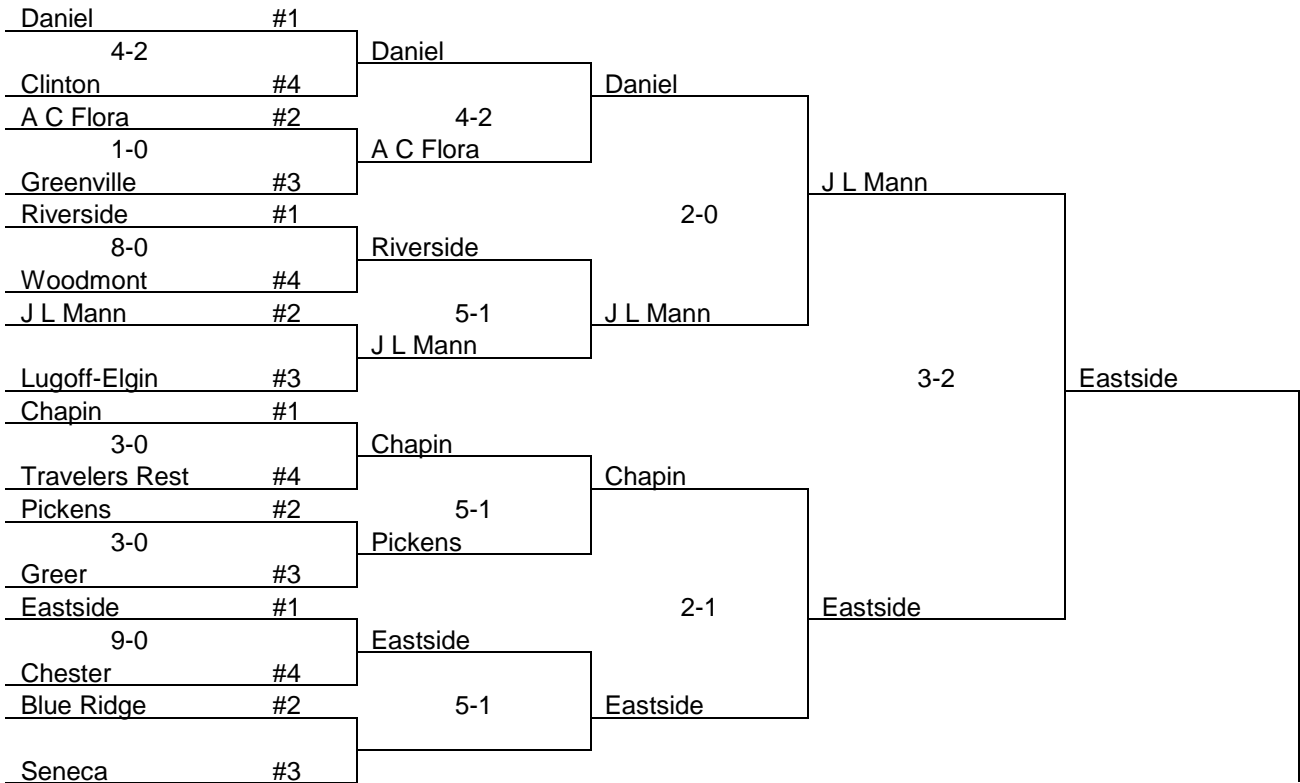 Daniel #1
4-2 Daniel
Clinton #4 Daniel
A C Flora #2 4-2
1-0 A C Flora
Greenville #3 J L Mann
Riverside #1 2-0
8-0 Riverside
Woodmont #4
J L Mann #2 5-1 J L Mann
J L Mann
Lugoff-Elgin #3 3-2 Eastside
Chapin #1
3-0 Chapin
Travelers Rest #4 Chapin
Pickens #2 5-1
3-0 Pickens
Greer #3
Eastside #1 2-1 Eastside
9-0 Eastside
Chester #4
Blue Ridge #2 5-1 Eastside
Seneca #3